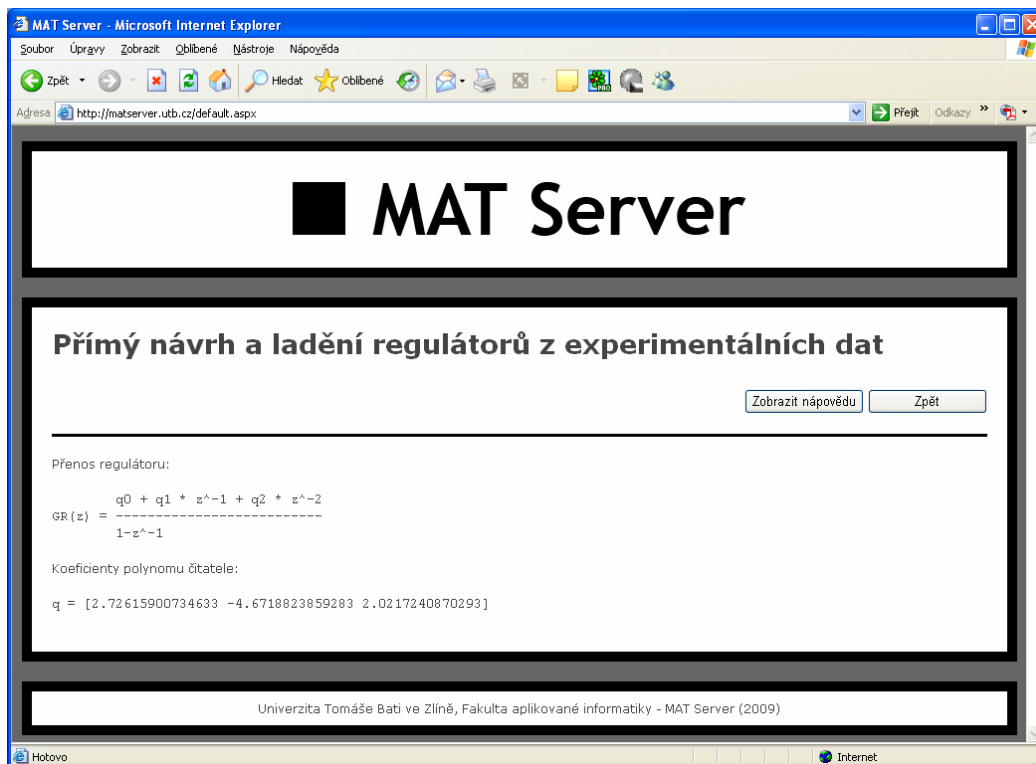 MAT Server - Microsoft Internet Explorer
Soubor Úpravy Zobrazit Oblíbené Nástroje Nápověda
Zpět Hledat Oblíbené PRO
Adresa http://matserver.utb.cz/default.aspx Přejít Odkazy »
MAT Server
Přímý návrh a ladění regulátorů z experimentálních dat
Zobrazit nápovědu Zpět
Přenos regulátoru:
q0 + q1 * z^-1 + q2 * z^-2
GR(z) = --------------------------
1-z^-1
Koeficienty polynomu čitatele:
q = [2.72615900734633 -4.6718823859283 2.0217240870293]
Univerzita Tomáše Bati ve Zlíně, Fakulta aplikované informatiky - MAT Server (2009)
Hotovo Internet